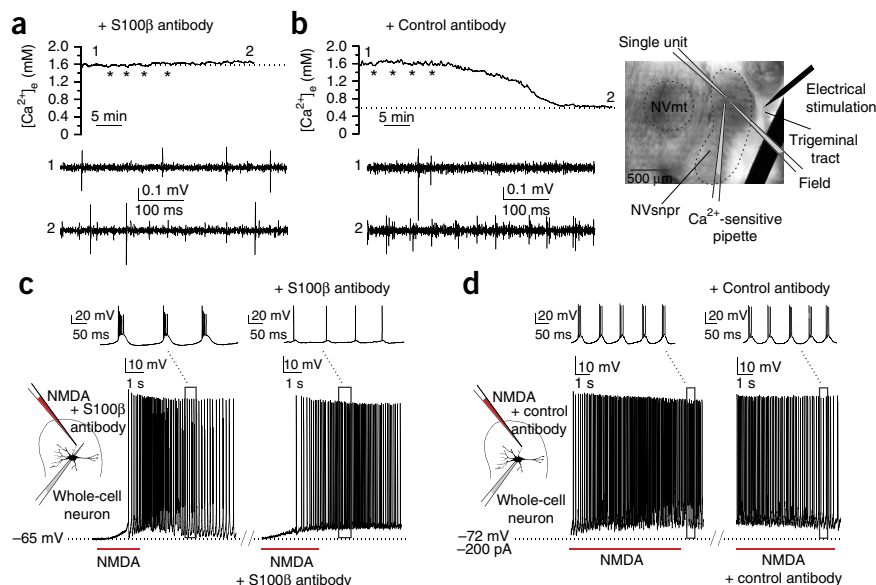 a
+ S100β antibody
[Ca2+]e (mM)
2.0
1.6
1.2
0.8
0.4
0
1
2
* * * *
5 min
1
0.1 mV
100 ms
2
b
+ Control antibody
[Ca2+]e (mM)
2.0
1.6
1.2
0.8
0.4
0
1
* * * *
2
5 min
1
0.1 mV
100 ms
2
Single unit
NVmt
Electrical
stimulation
Trigeminal
tract
500 µm
Field
NVsnpr
Ca2+-sensitive
pipette
c
+ S100β antibody
20 mV
50 ms
20 mV
50 ms
10 mV
1 s
10 mV
1 s
NMDA
+ S100β
antibody
Whole-cell
neuron
–65 mV
NMDA
NMDA
+ S100β antibody
d
+ Control antibody
20 mV
50 ms
20 mV
50 ms
10 mV
1 s
10 mV
1 s
NMDA
+ control
antibody
Whole-cell
neuron
–72 mV
–200 pA
NMDA
NMDA
+ control antibody